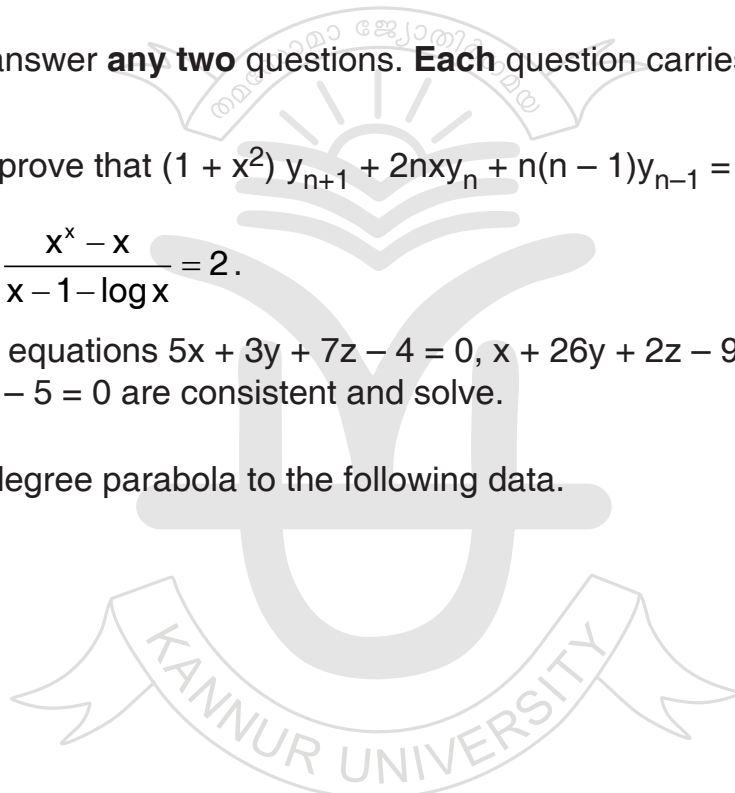 answer any two questions. Each question carries
prove that (1 + x²) yₙ₊₁ + 2nxyₙ + n(n – 1)yₙ₋₁ =
xˣ – x / x – 1 – log x = 2.
equations 5x + 3y + 7z – 4 = 0, x + 26y + 2z – 9
– 5 = 0 are consistent and solve.
degree parabola to the following data.
KANNUR UNIVERSITY